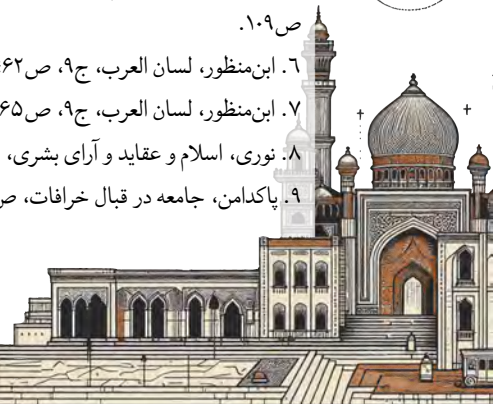 ص۱۰۹.
۶. ابن‌منظور، لسان العرب، ج۹، ص۶۲
۷. ابن‌منظور، لسان العرب، ج۹، ص۶۵
۸. نوری، اسلام و عقاید و آرای بشری،
۹. پاکدامن، جامعه در قبال خرافات، ص